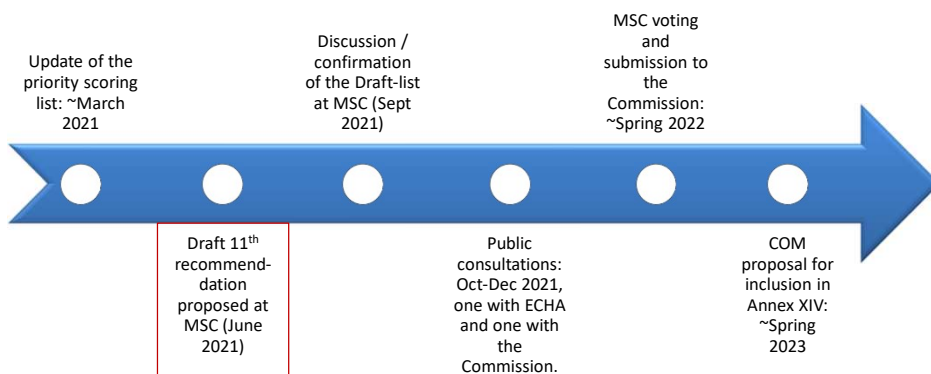 Update of the
priority scoring
list: ~March
2021
Draft 11th
recommend-
dation
proposed at
MSC (June
2021)
Discussion /
confirmation
of the Draft-list
at MSC (Sept
2021)
Public
consultations:
Oct-Dec 2021,
one with ECHA
and one with
the
Commission.
MSC voting
and
submission to
the
Commission:
~Spring 2022
COM
proposal for
inclusion in
Annex XIV:
~Spring
2023